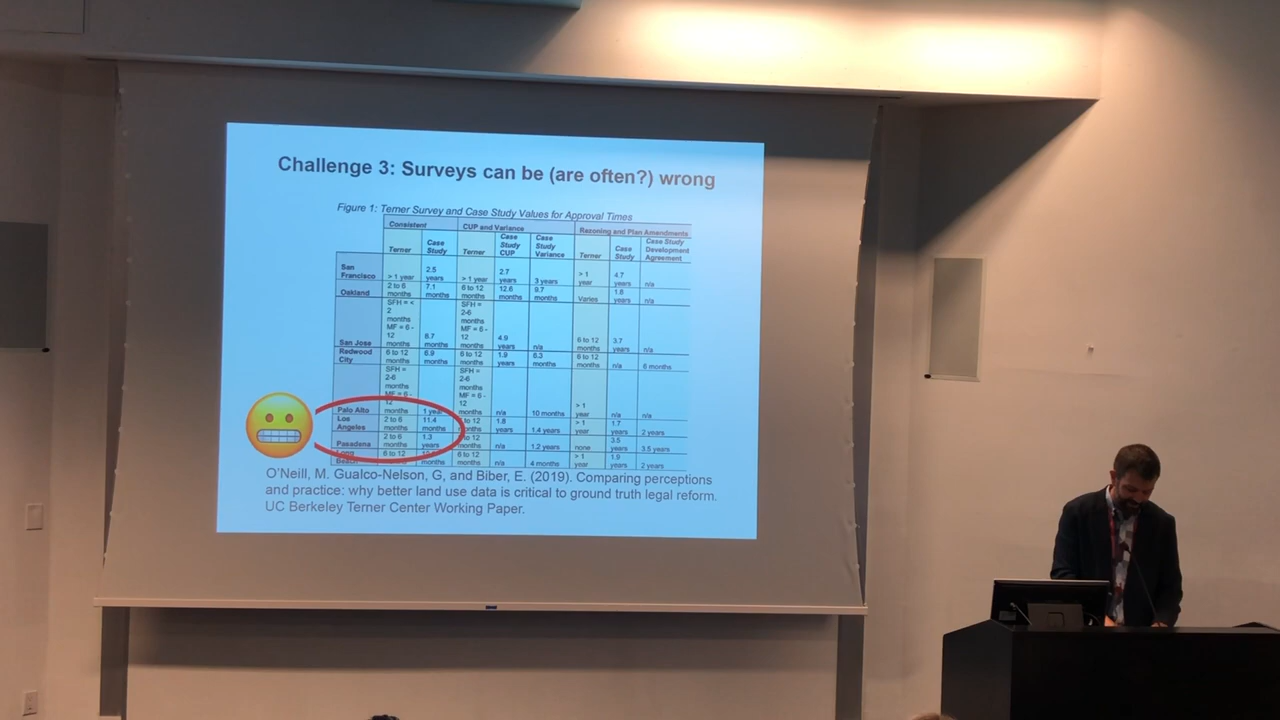 Challenge 3: Surveys can be (are often?) wrong
Figure 1: Terner Survey and Case Study Values for Approval Times
Consistent CUP and Variance Rezoning and Plan Amendments
Terner Case Study Terner Case Study CUP Case Study Variance Terner Case Study Case Study Development Agreement
San Francisco > 1 year 2.5 years > 1 year 2.7 years 3 years > 1 year 4.7 years n/a
Oakland 2 to 6 months 7.1 months 6 to 12 months 12.6 months 9.7 months Varies 1.6 years n/a
San Jose SFH = < 2 months MF = 6 - 12 months 8.7 months SFH = 2-6 months MF = 6 - 12 months 4.9 years n/a 6 to 12 months 3.7 years n/a
Redwood City 6 to 12 months 6.9 months 6 to 12 months 1.9 years 6.3 months 6 to 12 months n/a 6 months
Palo Alto SFH = 2-6 months MF = 6 - 12 months 1 year SFH = 2-6 months MF = 6 - 12 months n/a 10 months > 1 year n/a n/a
Los Angeles 2 to 6 months 11.4 months to 12 months 1.8 years 1.4 years > 1 year 1.7 years 2 years
Pasadena 2 to 6 months 1.3 years to 12 months n/a 1.2 years none 3.5 years 3.5 years
Long Beach 6 to 12 months 6 to 12 months n/a 4 months > 1 year 1.9 years 2 years
O'Neill, M. Gualco-Nelson, G, and Biber, E. (2019). Comparing perceptions
and practice: why better land use data is critical to ground truth legal reform.
UC Berkeley Terner Center Working Paper.